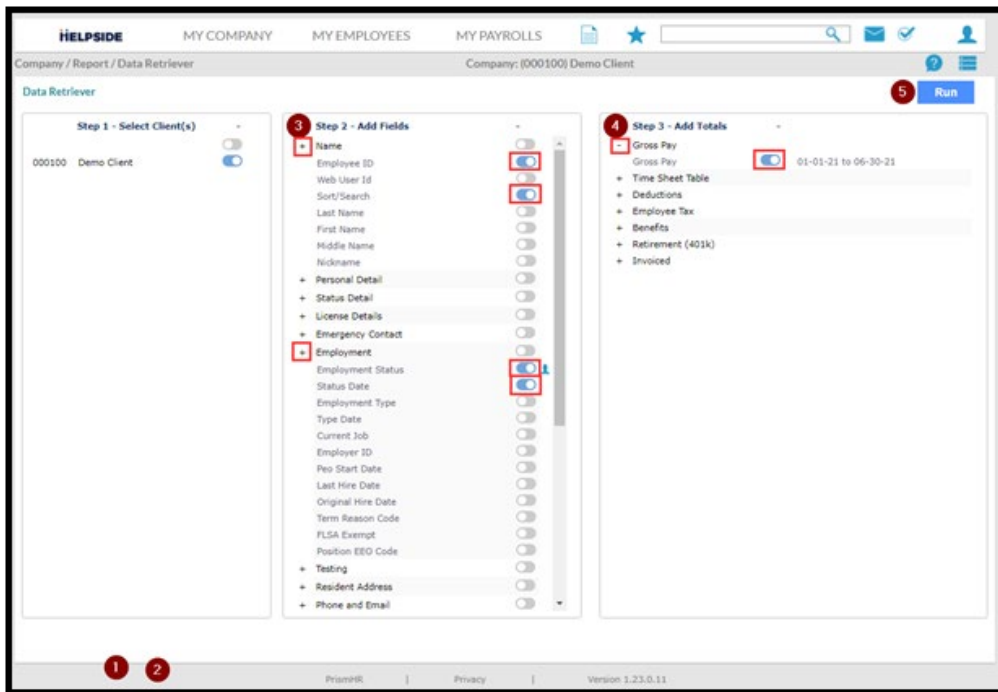 HELPSIDE MY COMPANY MY EMPLOYEES MY PAYROLLS
Company / Report / Data Retriever Company: (000100) Demo Client
Data Retriever 5 Run
Step 1 - Select Client(s) -
000100 Demo Client
3 Step 2 - Add Fields -
+ Name
Employee ID
Web User Id
Sort/Search
Last Name
First Name
Middle Name
Nickname
+ Personal Detail
+ Status Detail
+ License Details
+ Emergency Contact
+ Employment
Employment Status
Status Date
Employment Type
Type Date
Current Job
Employer ID
Peo Start Date
Last Hire Date
Original Hire Date
Term Reason Code
FLSA Exempt
Position EEO Code
+ Testing
+ Resident Address
+ Phone and Email
4 Step 3 - Add Totals -
- Gross Pay
Gross Pay 01-01-21 to 06-30-21
+ Time Sheet Table
+ Deductions
+ Employee Tax
+ Benefits
+ Retirement (401k)
+ Invoiced
1 2
PrismHR | Privacy | Version 1.23.0.11